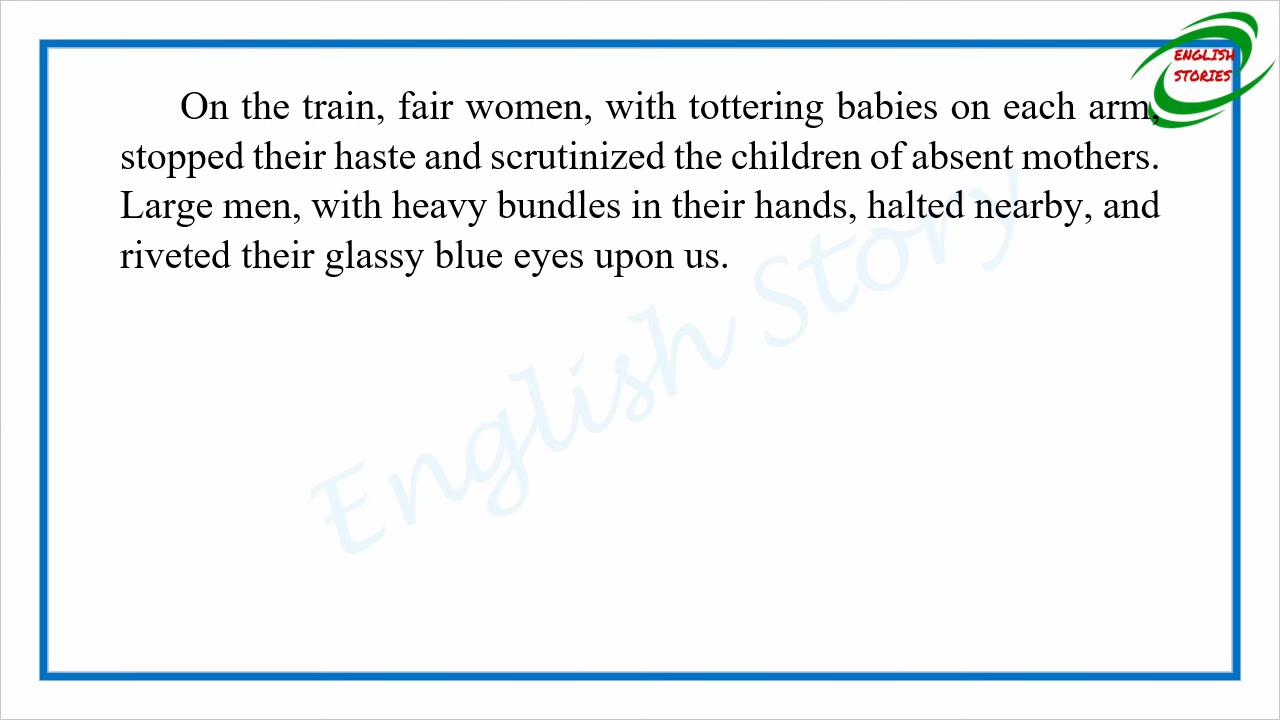 ENGLISH
STORIES
On the train, fair women, with tottering babies on each arm,
stopped their haste and scrutinized the children of absent mothers.
Large men, with heavy bundles in their hands, halted nearby, and
riveted their glassy blue eyes upon us.
English Story